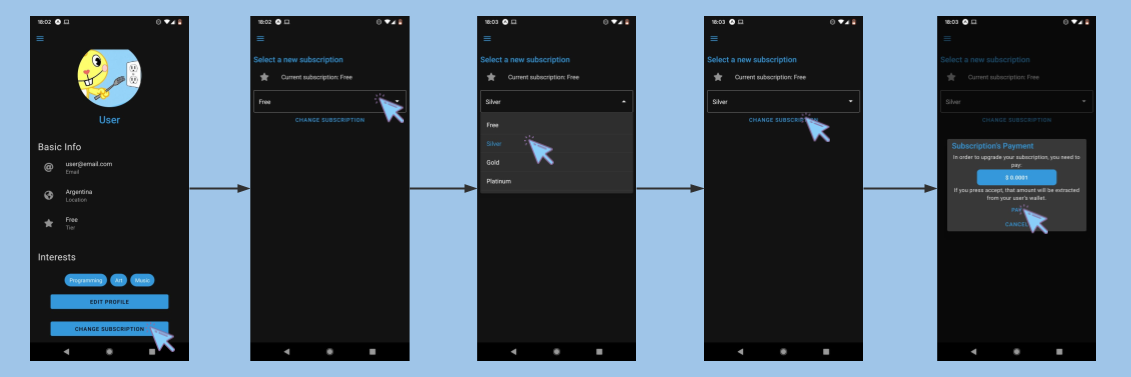 18:02
User
Basic Info
@ user@email.com
Email
Argentina
Location
Free
Tier
Interests
Programming Art Music
EDIT PROFILE
CHANGE SUBSCRIPTION
18:02
Select a new subscription
Current subscription: Free
Free
CHANGE SUBSCRIPTION
18:03
Select a new subscription
Current subscription: Free
Silver
Free
Silver
Gold
Platinum
18:03
Select a new subscription
Current subscription: Free
Silver
CHANGE SUBSCRIPTION
18:03
Select a new subscription
Current subscription: Free
Silver
CHANGE SUBSCRIPTION
Subscription's Payment
In order to upgrade your subscription, you need to
pay:
$ 0.0001
If you press accept, that amount will be extracted
from your user's wallet.
PAY
CANCEL